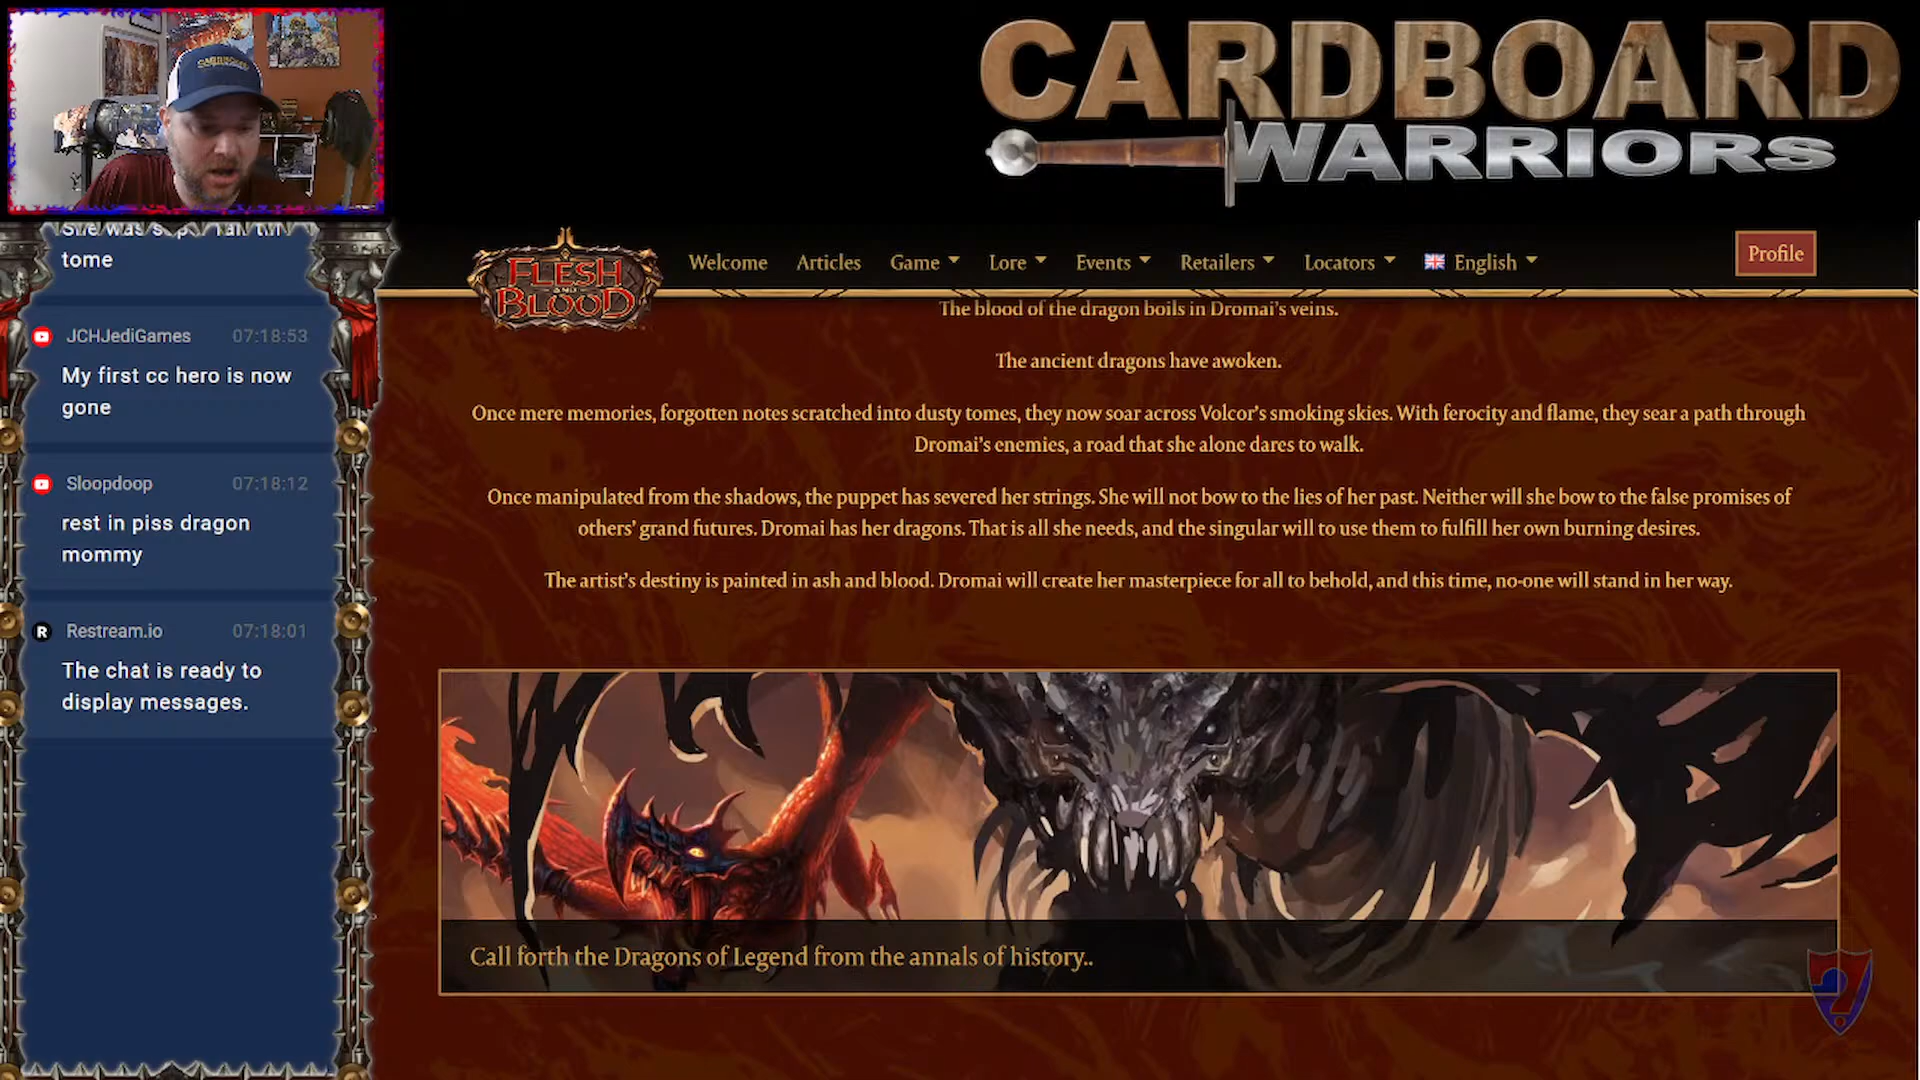 CARDBOARD
WARRIORS
tome
JCHJediGames 07:18:53
My first cc hero is now
gone
Sloopdoop 07:18:12
rest in piss dragon
mommy
R Restream.io 07:18:01
The chat is ready to
display messages.
FLESH
AND
BLOOD
Welcome Articles Game Lore Events Retailers Locators English Profile
The blood of the dragon boils in Dromai's veins.
The ancient dragons have awoken.
Once mere memories, forgotten notes scratched into dusty tomes, they now soar across Volcor's smoking skies. With ferocity and flame, they sear a path through
Dromai's enemies, a road that she alone dares to walk.
Once manipulated from the shadows, the puppet has severed her strings. She will not bow to the lies of her past. Neither will she bow to the false promises of
others' grand futures. Dromai has her dragons. That is all she needs, and the singular will to use them to fulfill her own burning desires.
The artist's destiny is painted in ash and blood. Dromai will create her masterpiece for all to behold, and this time, no-one will stand in her way.
Call forth the Dragons of Legend from the annals of history..